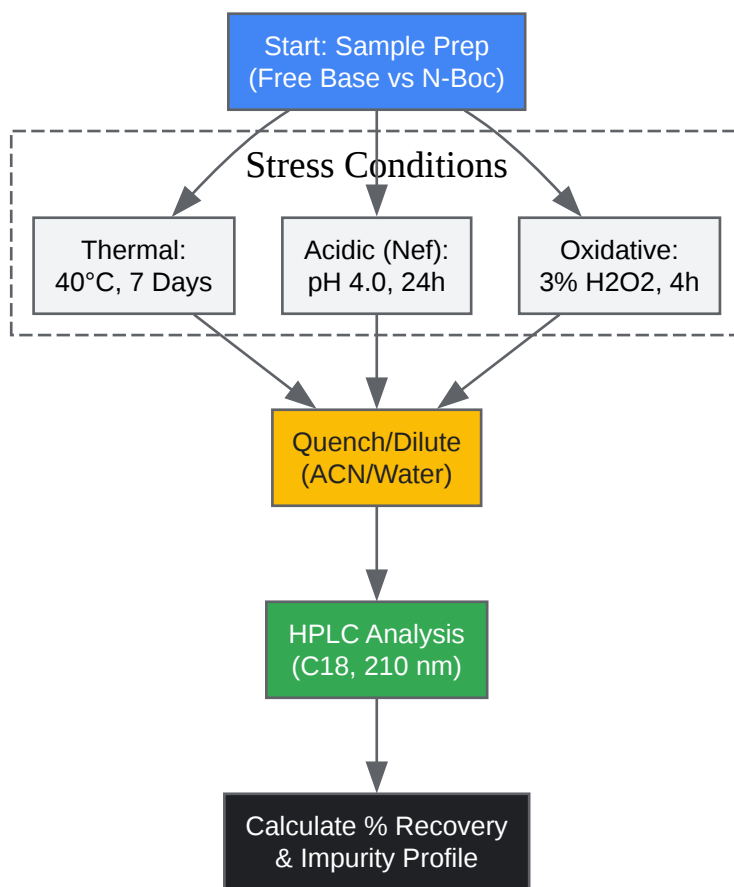 Start: Sample Prep
(Free Base vs N-Boc)
Stress Conditions
Thermal:
40°C, 7 Days
Acidic (Nef):
pH 4.0, 24h
Oxidative:
3% H2O2, 4h
Quench/Dilute
(ACN/Water)
HPLC Analysis
(C18, 210 nm)
Calculate % Recovery
& Impurity Profile